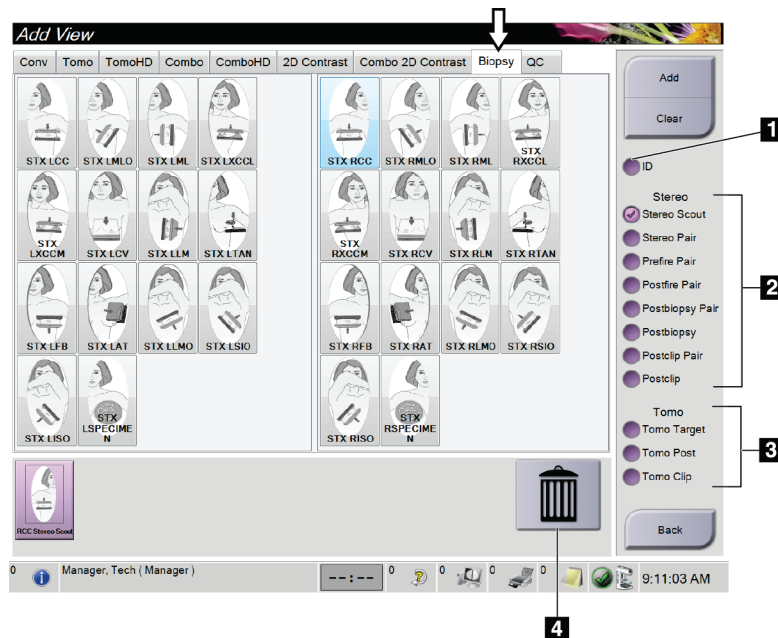 Add View
Conv Tomo TomoHD Combo ComboHD 2D Contrast Combo 2D Contrast Biopsy QC
STX LCC STX LMLO STX LML STX LXCCL
STX RCC STX RMLO STX RML STX RXCCL
STX LXCCM STX LCV STX LLM STX LTAN
STX RXCCM STX RCV STX RLM STX RTAN
STX LFB STX LAT STX LLMO STX LSIO
STX RFB STX RAT STX RLMO STX RSIO
STX LISO STX LSPECIME N
STX RISO STX RSPECIME N
Add
Clear
1
ID
Stereo
Stereo Scout
Stereo Pair
Prefire Pair
Postfire Pair
2
Postbiopsy Pair
Postbiopsy
Postclip Pair
Postclip
Tomo
Tomo Target
Tomo Post
3
Tomo Clip
Back
RCC Stereo Scout
0 Manager, Tech ( Manager ) --:-- 0 0 0 0 9:11:03 AM
4